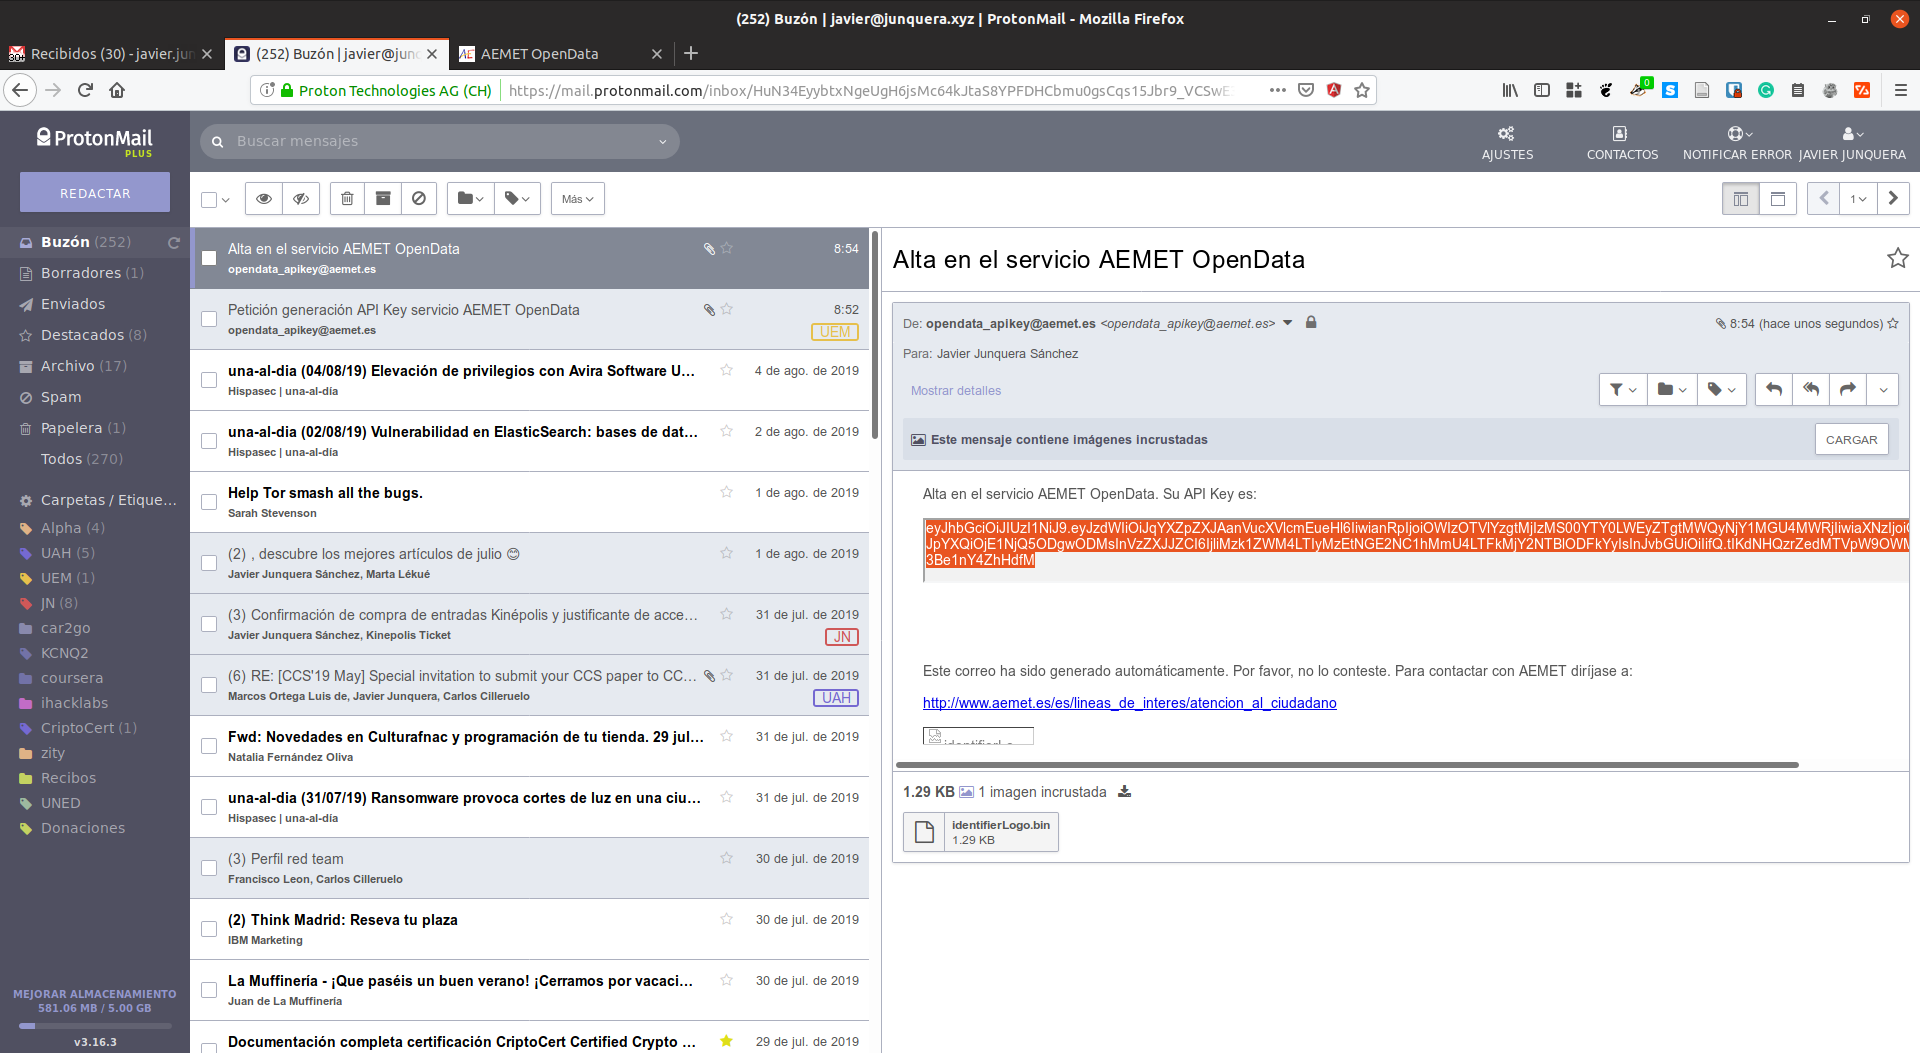 (252) Buzón | javier@junquera.xyz | ProtonMail - Mozilla Firefox
Recibidos (30) - javier.jun
(252) Buzón | javier@junq
AEMET OpenData
Proton Technologies AG (CH)
https://mail.protonmail.com/inbox/HuN34EyybtxNgeUgH6jsMc64kJtaS8YPFDHCbmu0gsCqs15Jbr9_VCSwE
ProtonMail
PLUS
Buscar mensajes
AJUSTES
CONTACTOS
NOTIFICAR ERROR
JAVIER JUNQUERA
REDACTAR
Más
1
Buzón (252)
Borradores (1)
Enviados
Destacados (8)
Archivo (17)
Spam
Papelera (1)
Todos (270)
Carpetas / Etique...
Alpha (4)
UAH (5)
UEM (1)
JN (8)
car2go
KCNQ2
coursera
ihacklabs
CriptoCert (1)
zity
Recibos
UNED
Donaciones
MEJORAR ALMACENAMIENTO
581.06 MB / 5.00 GB
v3.16.3
Alta en el servicio AEMET OpenData 8:54
opendata_apikey@aemet.es
Petición generación API Key servicio AEMET OpenData 8:52
opendata_apikey@aemet.es UEM
una-al-dia (04/08/19) Elevación de privilegios con Avira Software U... 4 de ago. de 2019
Hispasec | una-al-día
una-al-dia (02/08/19) Vulnerabilidad en ElasticSearch: bases de dat... 2 de ago. de 2019
Hispasec | una-al-día
Help Tor smash all the bugs. 1 de ago. de 2019
Sarah Stevenson
(2) , descubre los mejores artículos de julio 😊 1 de ago. de 2019
Javier Junquera Sánchez, Marta Lékué
(3) Confirmación de compra de entradas Kinépolis y justificante de acce... 31 de jul. de 2019
Javier Junquera Sánchez, Kinepolis Ticket JN
(6) RE: [CCS'19 May] Special invitation to submit your CCS paper to CC... 31 de jul. de 2019
Marcos Ortega Luis de, Javier Junquera, Carlos Cilleruelo UAH
Fwd: Novedades en Culturafnac y programación de tu tienda. 29 jul... 31 de jul. de 2019
Natalia Fernández Oliva
una-al-dia (31/07/19) Ransomware provoca cortes de luz en una ciu... 31 de jul. de 2019
Hispasec | una-al-día
(3) Perfil red team 30 de jul. de 2019
Francisco Leon, Carlos Cilleruelo
(2) Think Madrid: Reseva tu plaza 30 de jul. de 2019
IBM Marketing
La Muffinería - ¡Que paséis un buen verano! ¡Cerramos por vacaci... 30 de jul. de 2019
Juan de La Muffinería
Documentación completa certificación CriptoCert Certified Crypto ... 29 de jul. de 2019
Alta en el servicio AEMET OpenData
De: opendata_apikey@aemet.es <opendata_apikey@aemet.es> 8:54 (hace unos segundos)
Para: Javier Junquera Sánchez
Mostrar detalles
Este mensaje contiene imágenes incrustadas
CARGAR
Alta en el servicio AEMET OpenData. Su API Key es:
3Be1nY4ZhHdfM
Este correo ha sido generado automáticamente. Por favor, no lo conteste. Para contactar con AEMET diríjase a:
http://www.aemet.es/es/lineas_de_interes/atencion_al_ciudadano
1.29 KB 1 imagen incrustada
identifierLogo.bin
1.29 KB